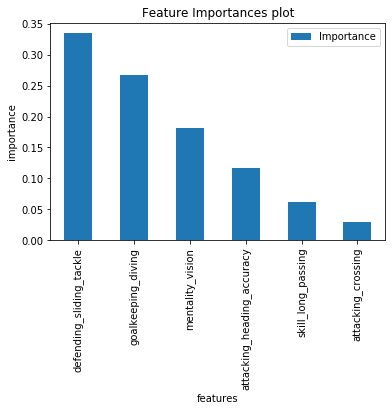 Feature Importances plot
Importance
importance
0.35
0.30
0.25
0.20
0.15
0.10
0.05
0.00
defending_sliding_tackle
goalkeeping_diving
mentality_vision
attacking_heading_accuracy
skill_long_passing
attacking_crossing
features